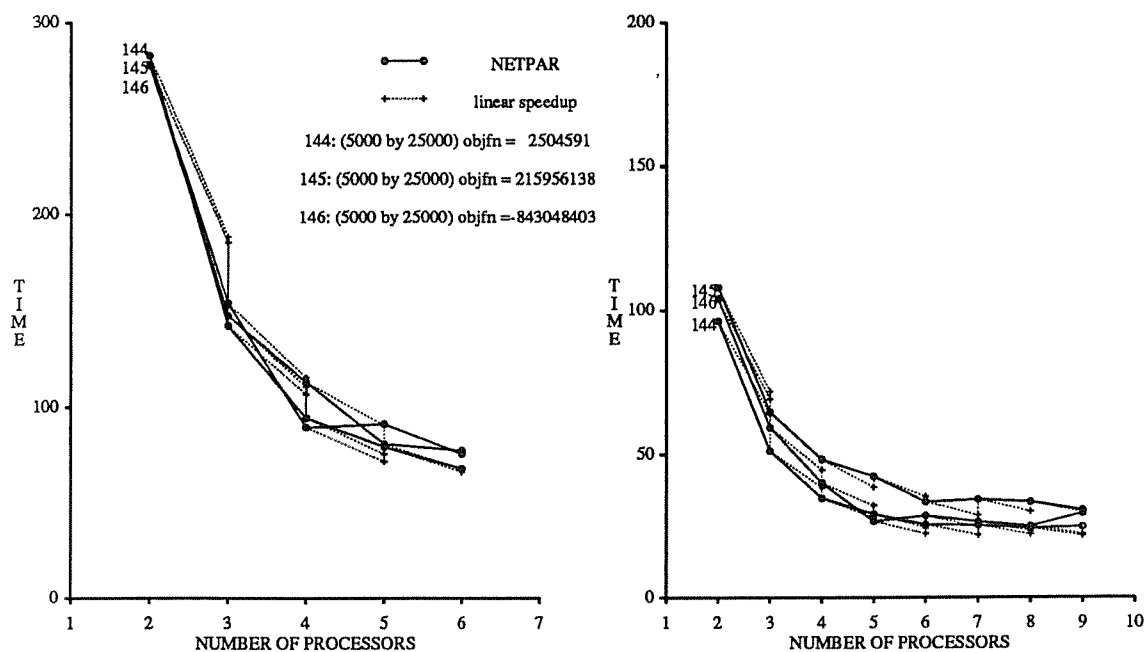 300
200
100
0
T
I
M
E
144
145
146
NETPAR
linear speedup
144: (5000 by 25000) objfn = 2504591
145: (5000 by 25000) objfn = 215956138
146: (5000 by 25000) objfn =-843048403
1 2 3 4 5 6 7
NUMBER OF PROCESSORS
200
150
100
50
0
T
I
M
E
145
146
144
1 2 3 4 5 6 7 8 9 10
NUMBER OF PROCESSORS